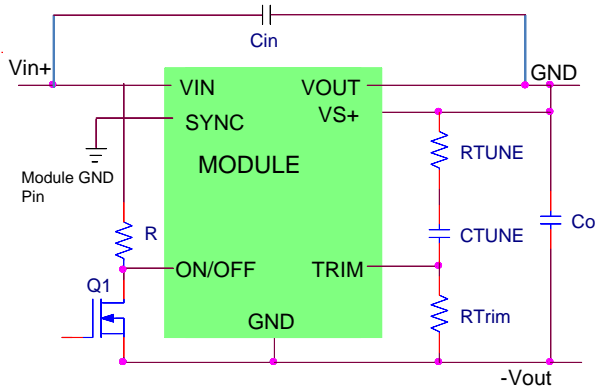 Cin
Vin+
GND
VIN
VOUT
VS+
SYNC
RTUNE
MODULE
Module GND
Pin
R
Co
CTUNE
ON/OFF
TRIM
Q1
RTrim
GND
-Vout